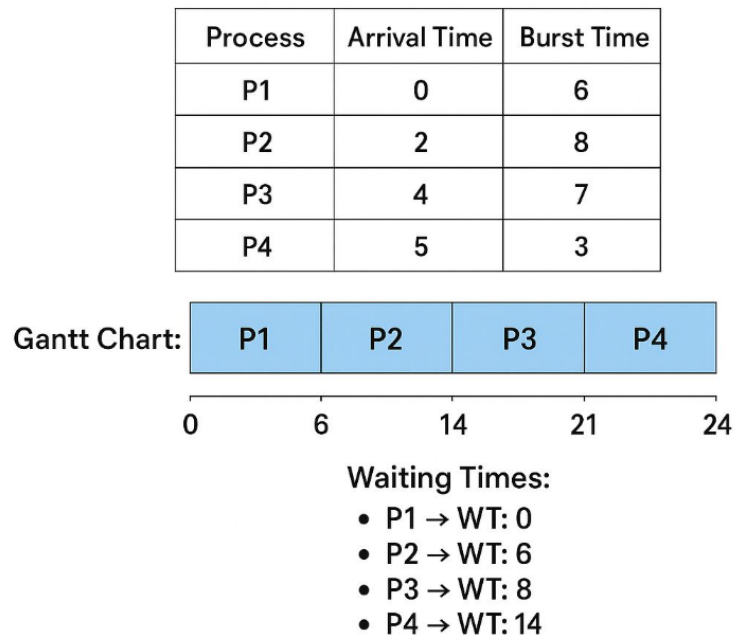 Process Arrival Time Burst Time
P1 0 6
P2 2 8
P3 4 7
P4 5 3
Gantt Chart: P1 P2 P3 P4
0 6 14 21 24
Waiting Times:
• P1 → WT: 0
• P2 → WT: 6
• P3 → WT: 8
• P4 → WT: 14